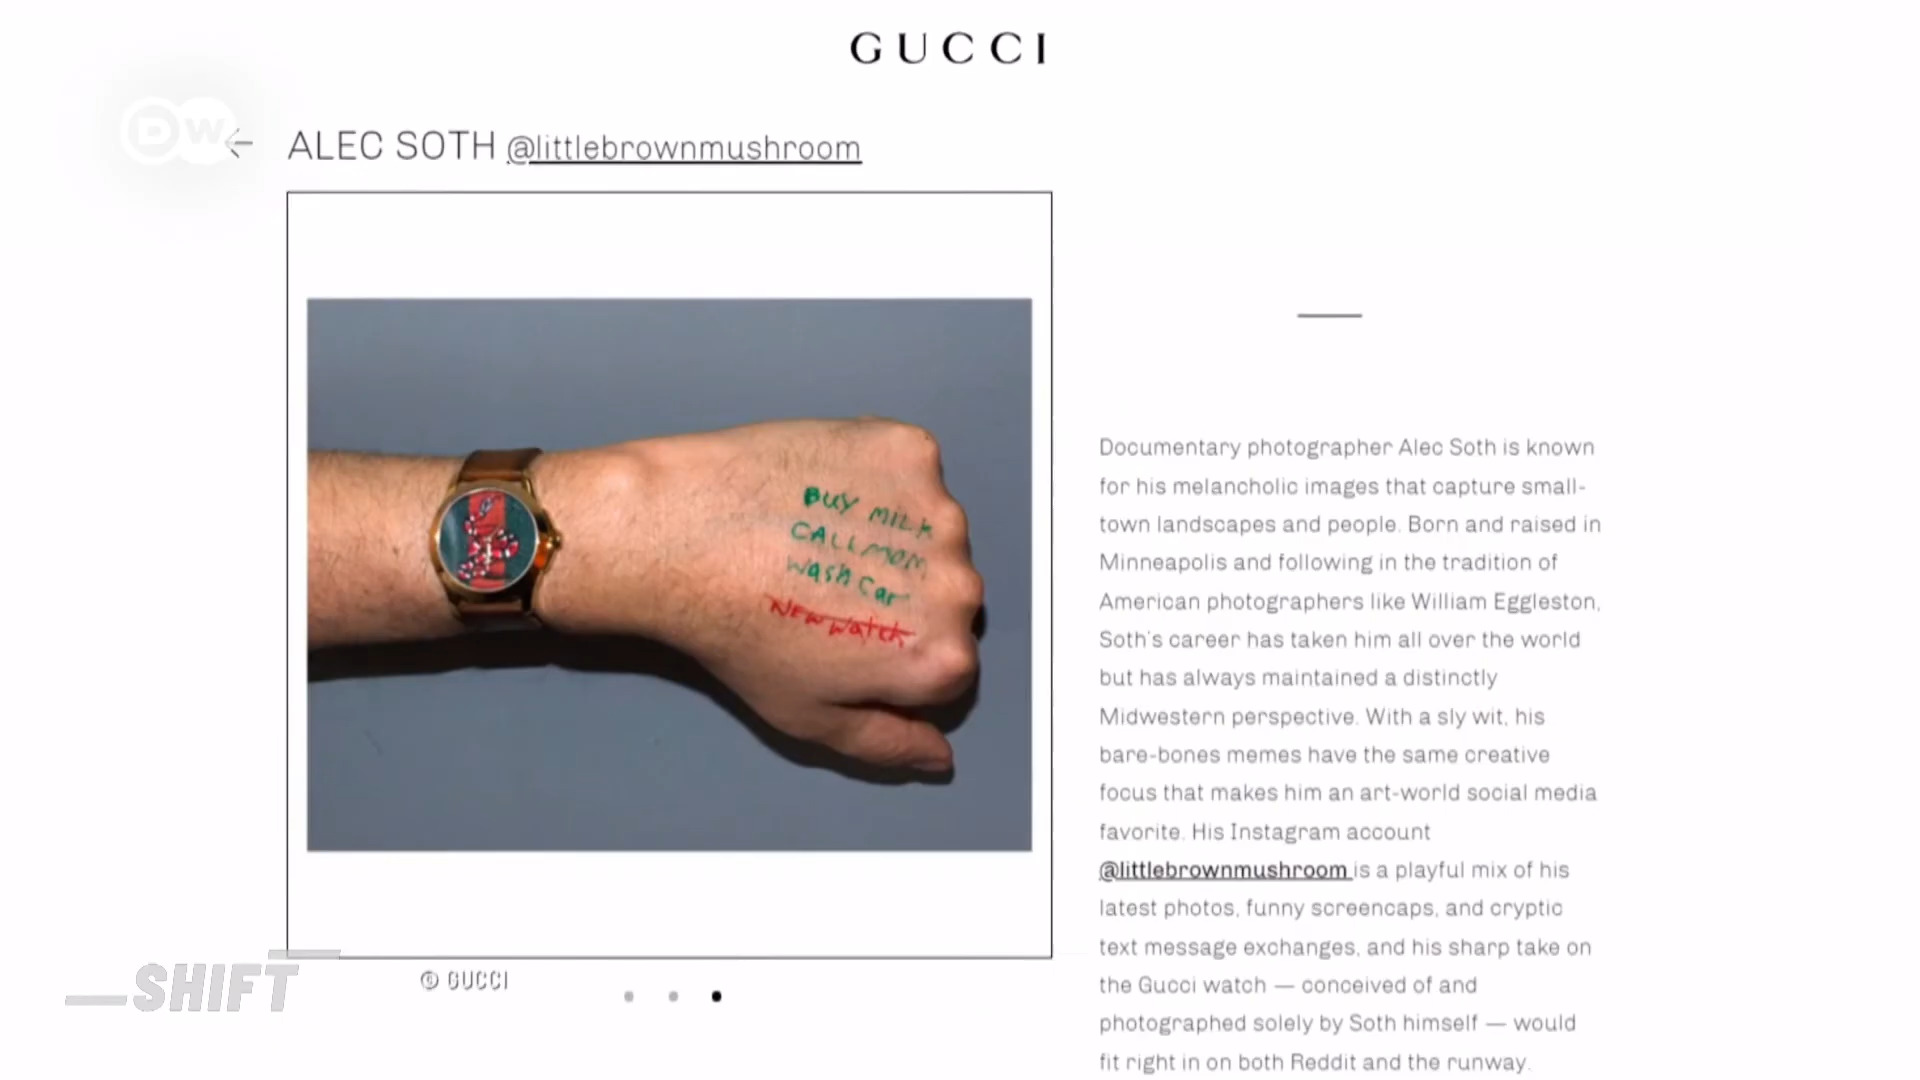 GUCCI
DW
← ALEC SOTH @littlebrownmushroom
BUY MILK
CALL MOM
wash Car
New watch
Documentary photographer Alec Soth is known
for his melancholic images that capture small-
town landscapes and people. Born and raised in
Minneapolis and following in the tradition of
American photographers like William Eggleston,
Soth's career has taken him all over the world
but has always maintained a distinctly
Midwestern perspective. With a sly wit, his
bare-bones memes have the same creative
focus that makes him an art-world social media
favorite. His Instagram account
@littlebrownmushroom is a playful mix of his
latest photos, funny screencaps, and cryptic
text message exchanges, and his sharp take on
the Gucci watch — conceived of and
photographed solely by Soth himself — would
fit right in on both Reddit and the runway.
SHIFT
© GUCCI